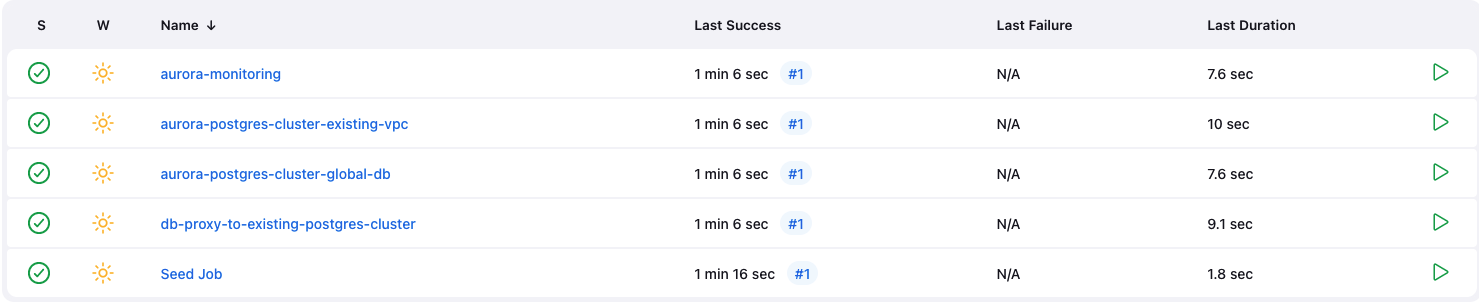 S W Name ↓ Last Success Last Failure Last Duration
aurora-monitoring 1 min 6 sec #1 N/A 7.6 sec
aurora-postgres-cluster-existing-vpc 1 min 6 sec #1 N/A 10 sec
aurora-postgres-cluster-global-db 1 min 6 sec #1 N/A 7.6 sec
db-proxy-to-existing-postgres-cluster 1 min 6 sec #1 N/A 9.1 sec
Seed Job 1 min 16 sec #1 N/A 1.8 sec